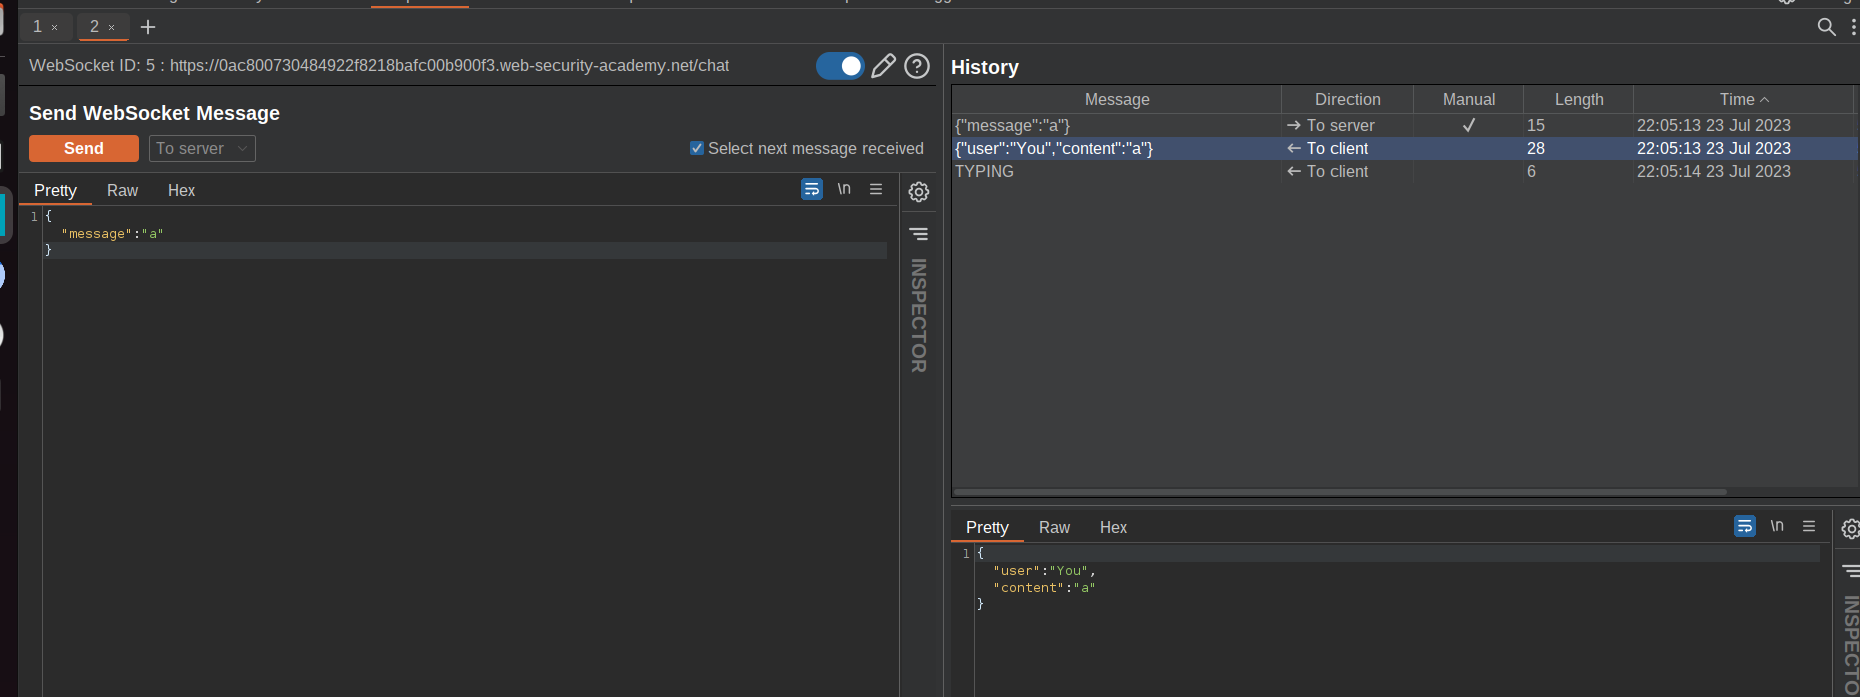 1 × 2 × +
WebSocket ID: 5 : https://0ac800730484922f8218bafc00b900f3.web-security-academy.net/chat
Send WebSocket Message
Send To server Select next message received
Pretty Raw Hex \n
1 {
"message":"a"
}
INSPECTOR
History
Message Direction Manual Length Time
{"message":"a"} → To server ✓ 15 22:05:13 23 Jul 2023
{"user":"You","content":"a"} ← To client 28 22:05:13 23 Jul 2023
TYPING ← To client 6 22:05:14 23 Jul 2023
Pretty Raw Hex \n
1 {
"user":"You",
"content":"a"
}
INSPECTO